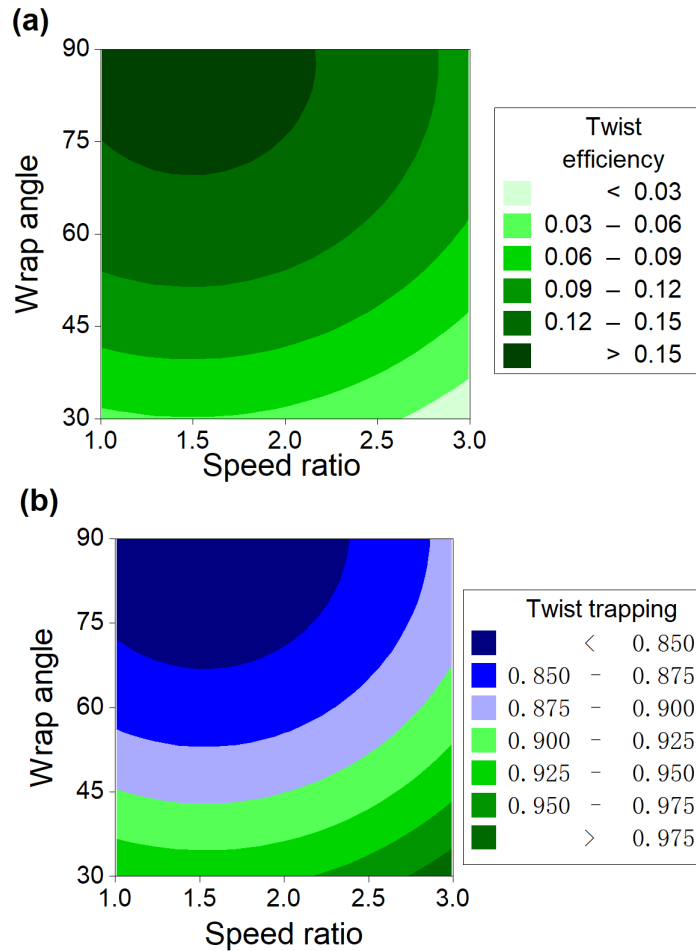 (a)
90
75
60
45
30
Wrap angle
1.0 1.5 2.0 2.5 3.0
Speed ratio
Twist
efficiency
< 0.03
0.03 – 0.06
0.06 – 0.09
0.09 – 0.12
0.12 – 0.15
> 0.15
(b)
90
75
60
45
30
Wrap angle
1.0 1.5 2.0 2.5 3.0
Speed ratio
Twist trapping
< 0.850
0.850 - 0.875
0.875 - 0.900
0.900 - 0.925
0.925 - 0.950
0.950 - 0.975
> 0.975